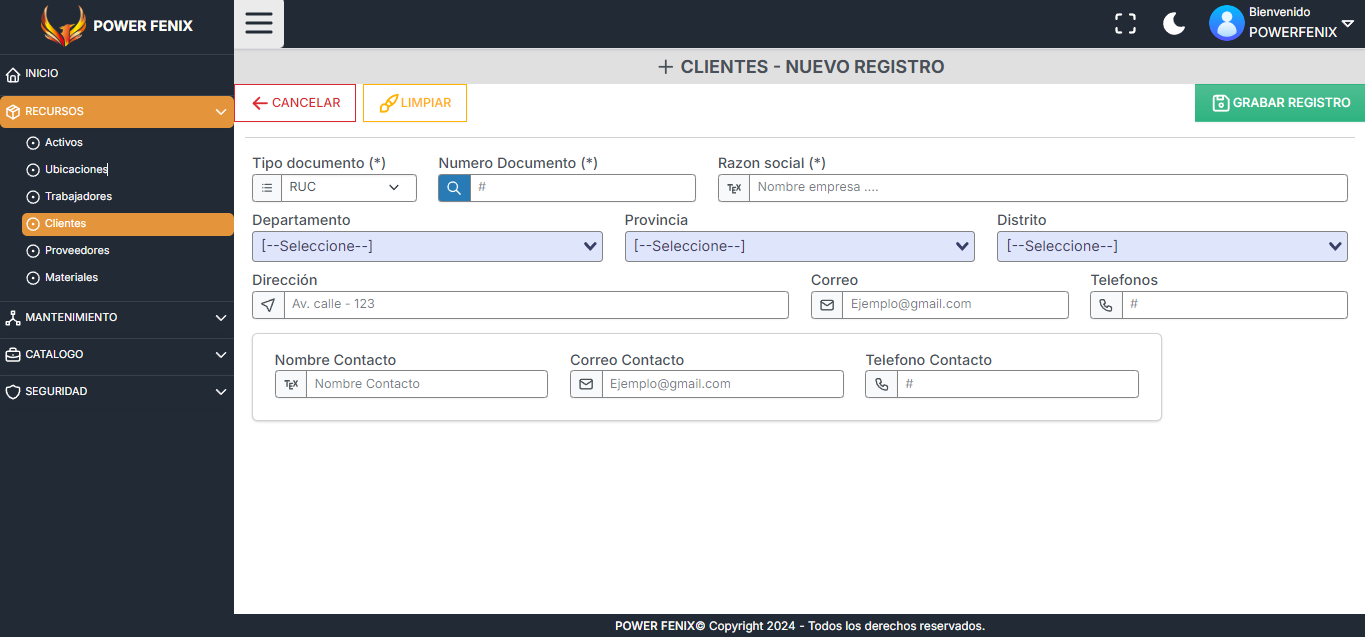 POWER FENIX
Bienvenido
POWERFENIX
INICIO
RECURSOS
Activos
Ubicaciones
Trabajadores
Clientes
Proveedores
Materiales
MANTENIMIENTO
CATALOGO
SEGURIDAD
+ CLIENTES - NUEVO REGISTRO
CANCELAR LIMPIAR GRABAR REGISTRO
Tipo documento (*) Numero Documento (*) Razon social (*)
RUC # TEX Nombre empresa ....
Departamento Provincia Distrito
[--Seleccione--] [--Seleccione--] [--Seleccione--]
Dirección Correo Telefonos
Av. calle - 123 Ejemplo@gmail.com #
Nombre Contacto Correo Contacto Telefono Contacto
TEX Nombre Contacto Ejemplo@gmail.com #
POWER FENIX© Copyright 2024 - Todos los derechos reservados.